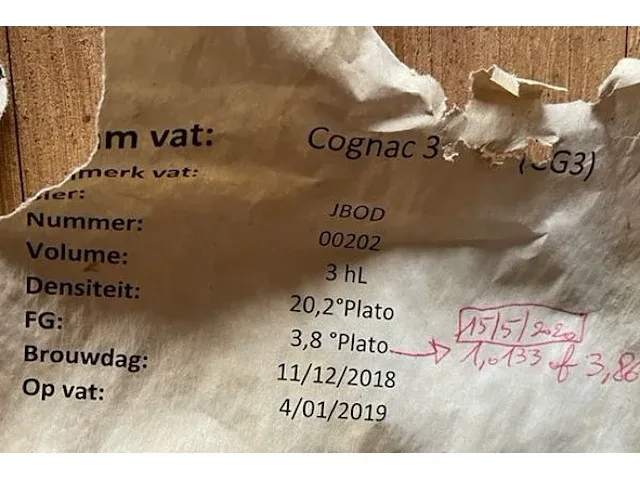 m vat: Cognac 3 (CG3)
merk vat:
ier: JBOD
Nummer: 00202
Volume: 3 hL
Densiteit: 20,2°Plato
FG: 3,8 °Plato → 15/5/2020
1,0133 of 3,86
Brouwdag: 11/12/2018
Op vat: 4/01/2019